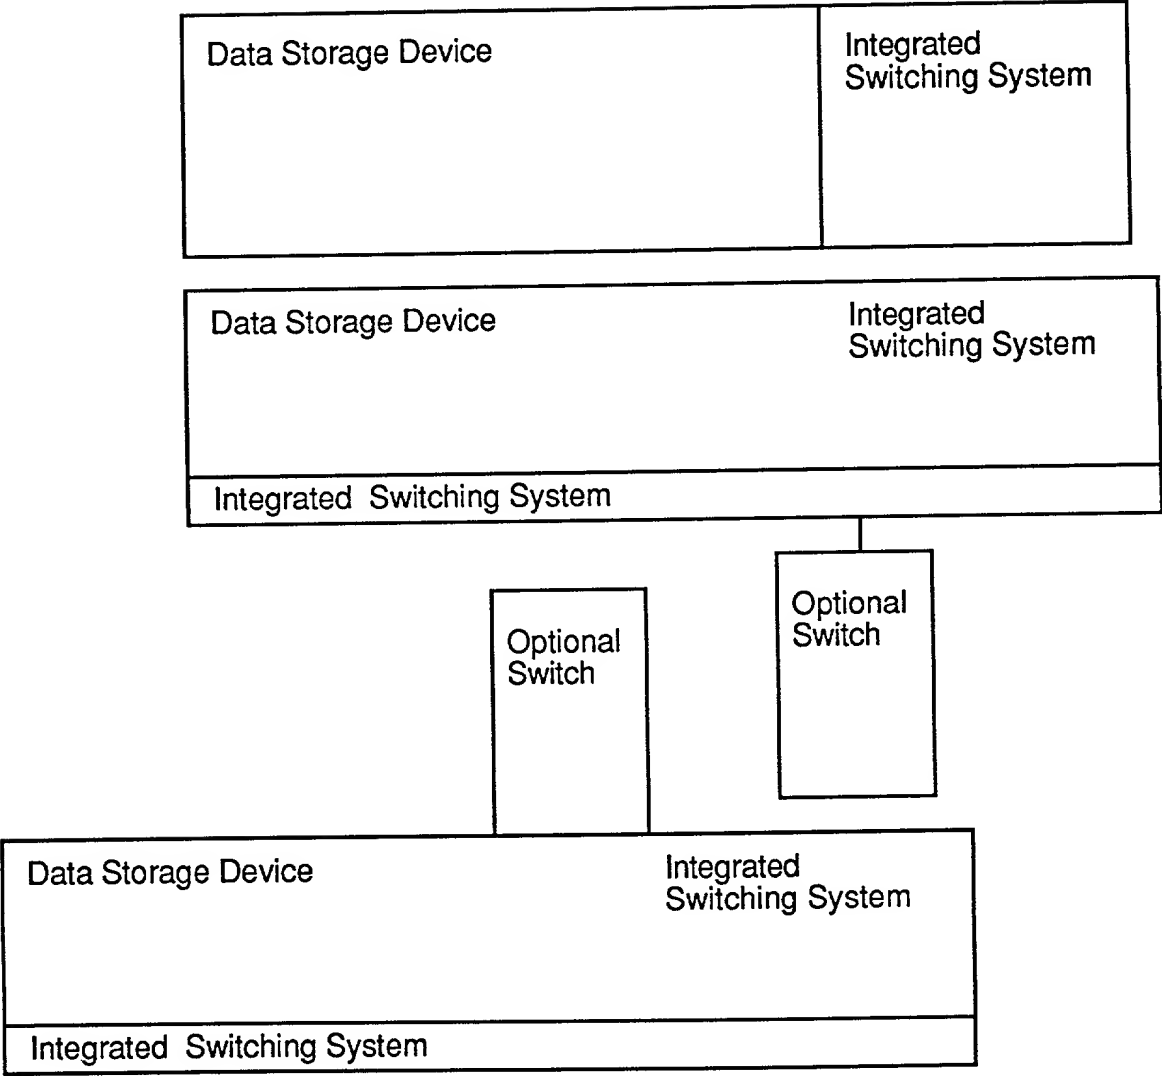 Data Storage Device
Integrated
Switching System
Data Storage Device
Integrated
Switching System
Integrated Switching System
Optional
Switch
Optional
Switch
Data Storage Device
Integrated
Switching System
Integrated Switching System